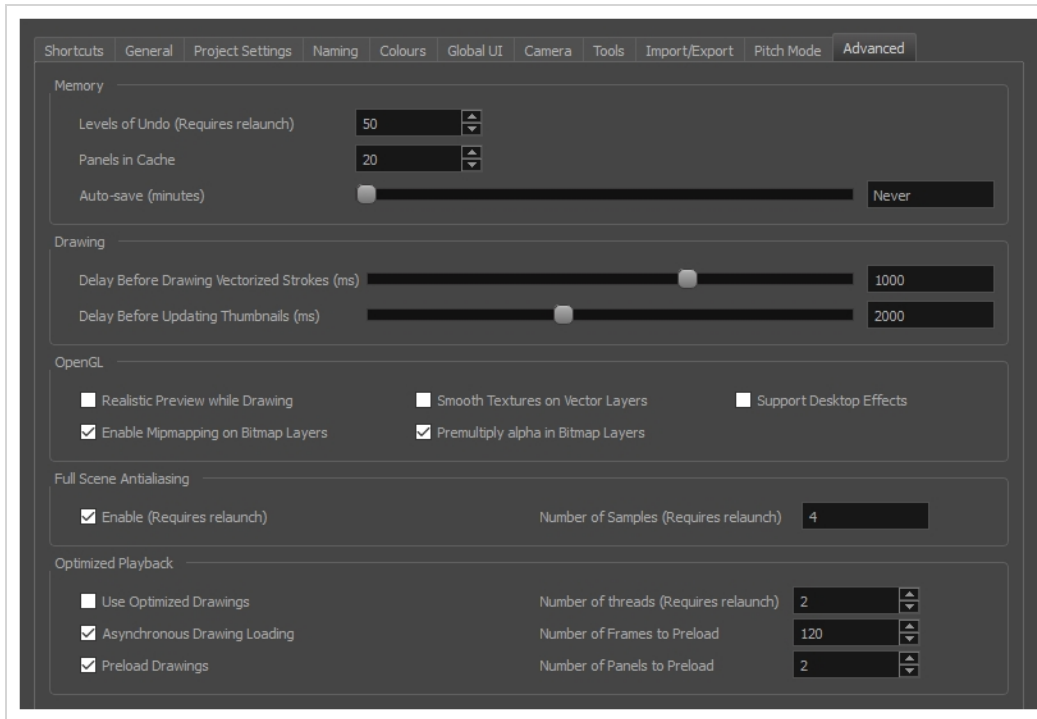 Shortcuts General Project Settings Naming Colours Global UI Camera Tools Import/Export Pitch Mode Advanced
Memory
Levels of Undo (Requires relaunch) 50
Panels in Cache 20
Auto-save (minutes) Never
Drawing
Delay Before Drawing Vectorized Strokes (ms) 1000
Delay Before Updating Thumbnails (ms) 2000
OpenGL
Realistic Preview while Drawing Smooth Textures on Vector Layers Support Desktop Effects
Enable Mipmapping on Bitmap Layers Premultiply alpha in Bitmap Layers
Full Scene Antialiasing
Enable (Requires relaunch) Number of Samples (Requires relaunch) 4
Optimized Playback
Use Optimized Drawings Number of threads (Requires relaunch) 2
Asynchronous Drawing Loading Number of Frames to Preload 120
Preload Drawings Number of Panels to Preload 2